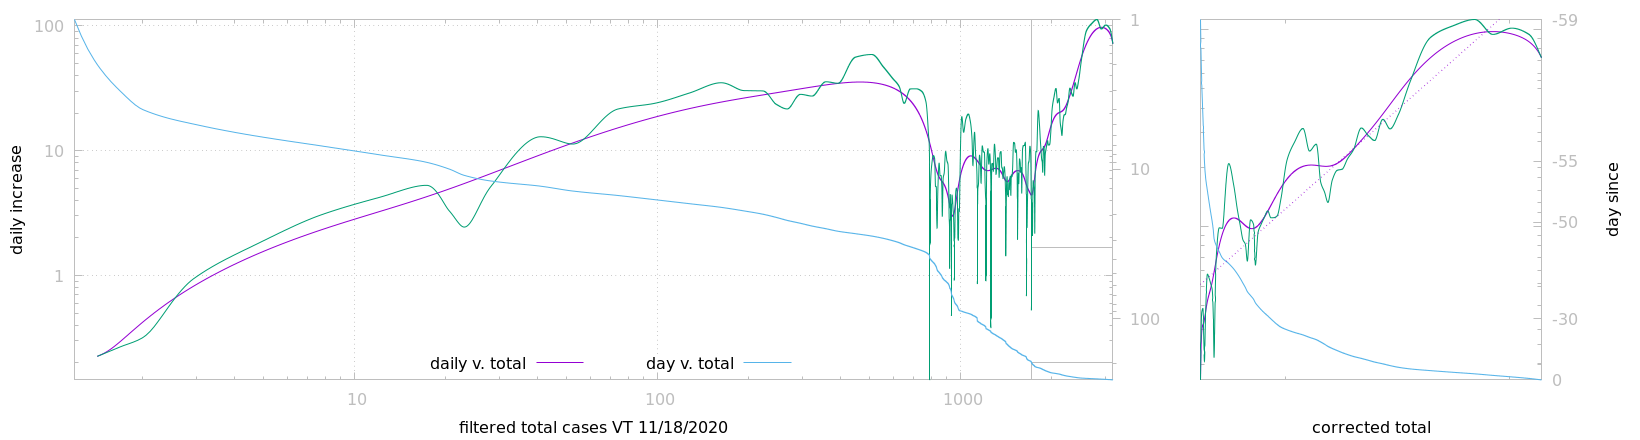 100
10
1
daily increase
10
100
1000
1
10
100
daily v. total
day v. total
filtered total cases VT 11/18/2020
-59
-55
-50
-30
0
day since
corrected total